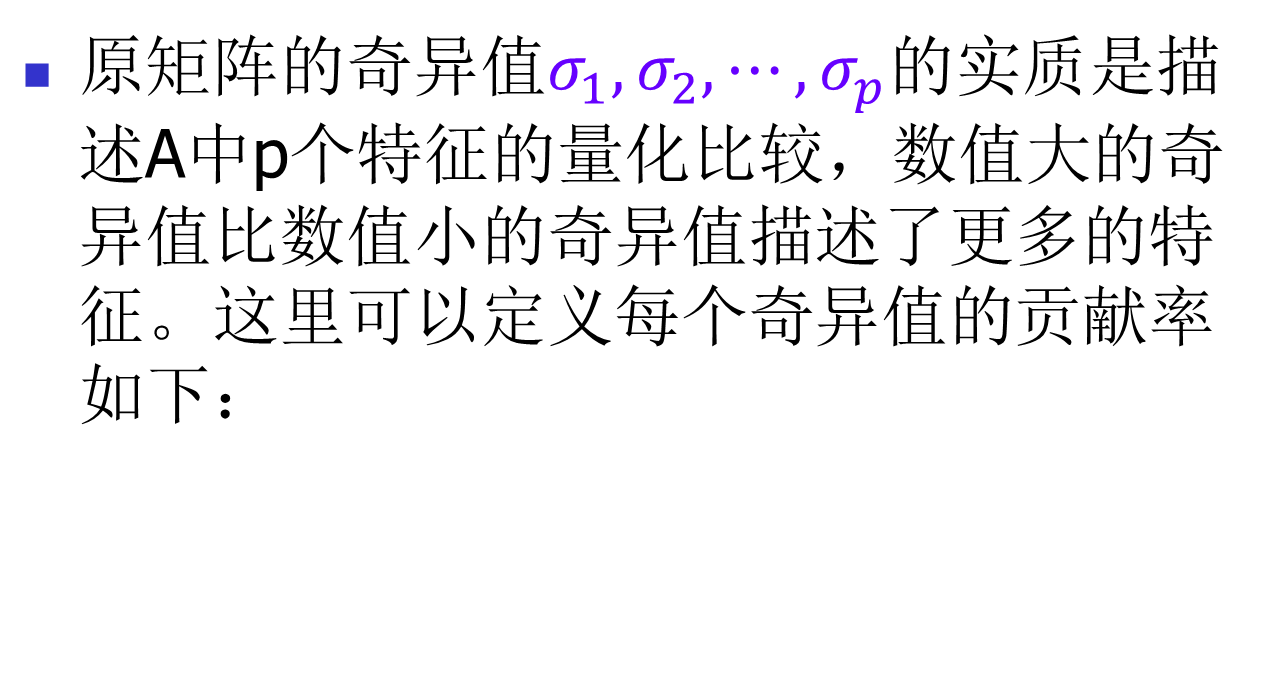 ■ 原矩阵的奇异值σ₁, σ₂, ⋯, σₚ的实质是描
述A中p个特征的量化比较，数值大的奇
异值比数值小的奇异值描述了更多的特
征。这里可以定义每个奇异值的贡献率
如下：